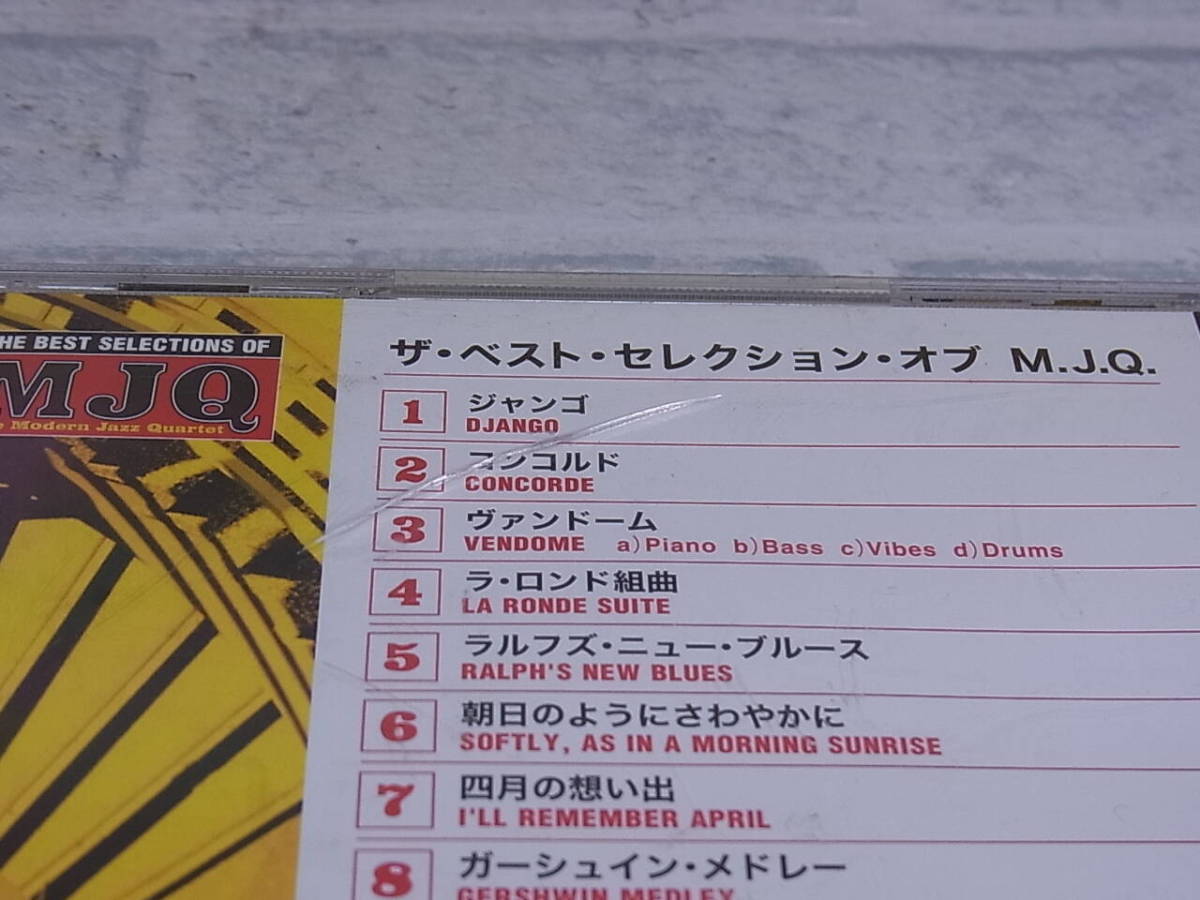 HE BEST SELECTIONS OF
MJQ
e Modern Jazz Quartet
ザ・ベスト・セレクション・オブ M.J.Q.
1 ジャンゴ
DJANGO
2 コンコルド
CONCORDE
3 ヴァンドーム
VENDOME a)Piano b)Bass c)Vibes d)Drums
4 ラ・ロンド組曲
LA RONDE SUITE
5 ラルフズ・ニュー・ブルース
RALPH'S NEW BLUES
6 朝日のようにさわやかに
SOFTLY, AS IN A MORNING SUNRISE
7 四月の想い出
I'LL REMEMBER APRIL
8 ガーシュイン・メドレー
GERSHWIN MEDLEY